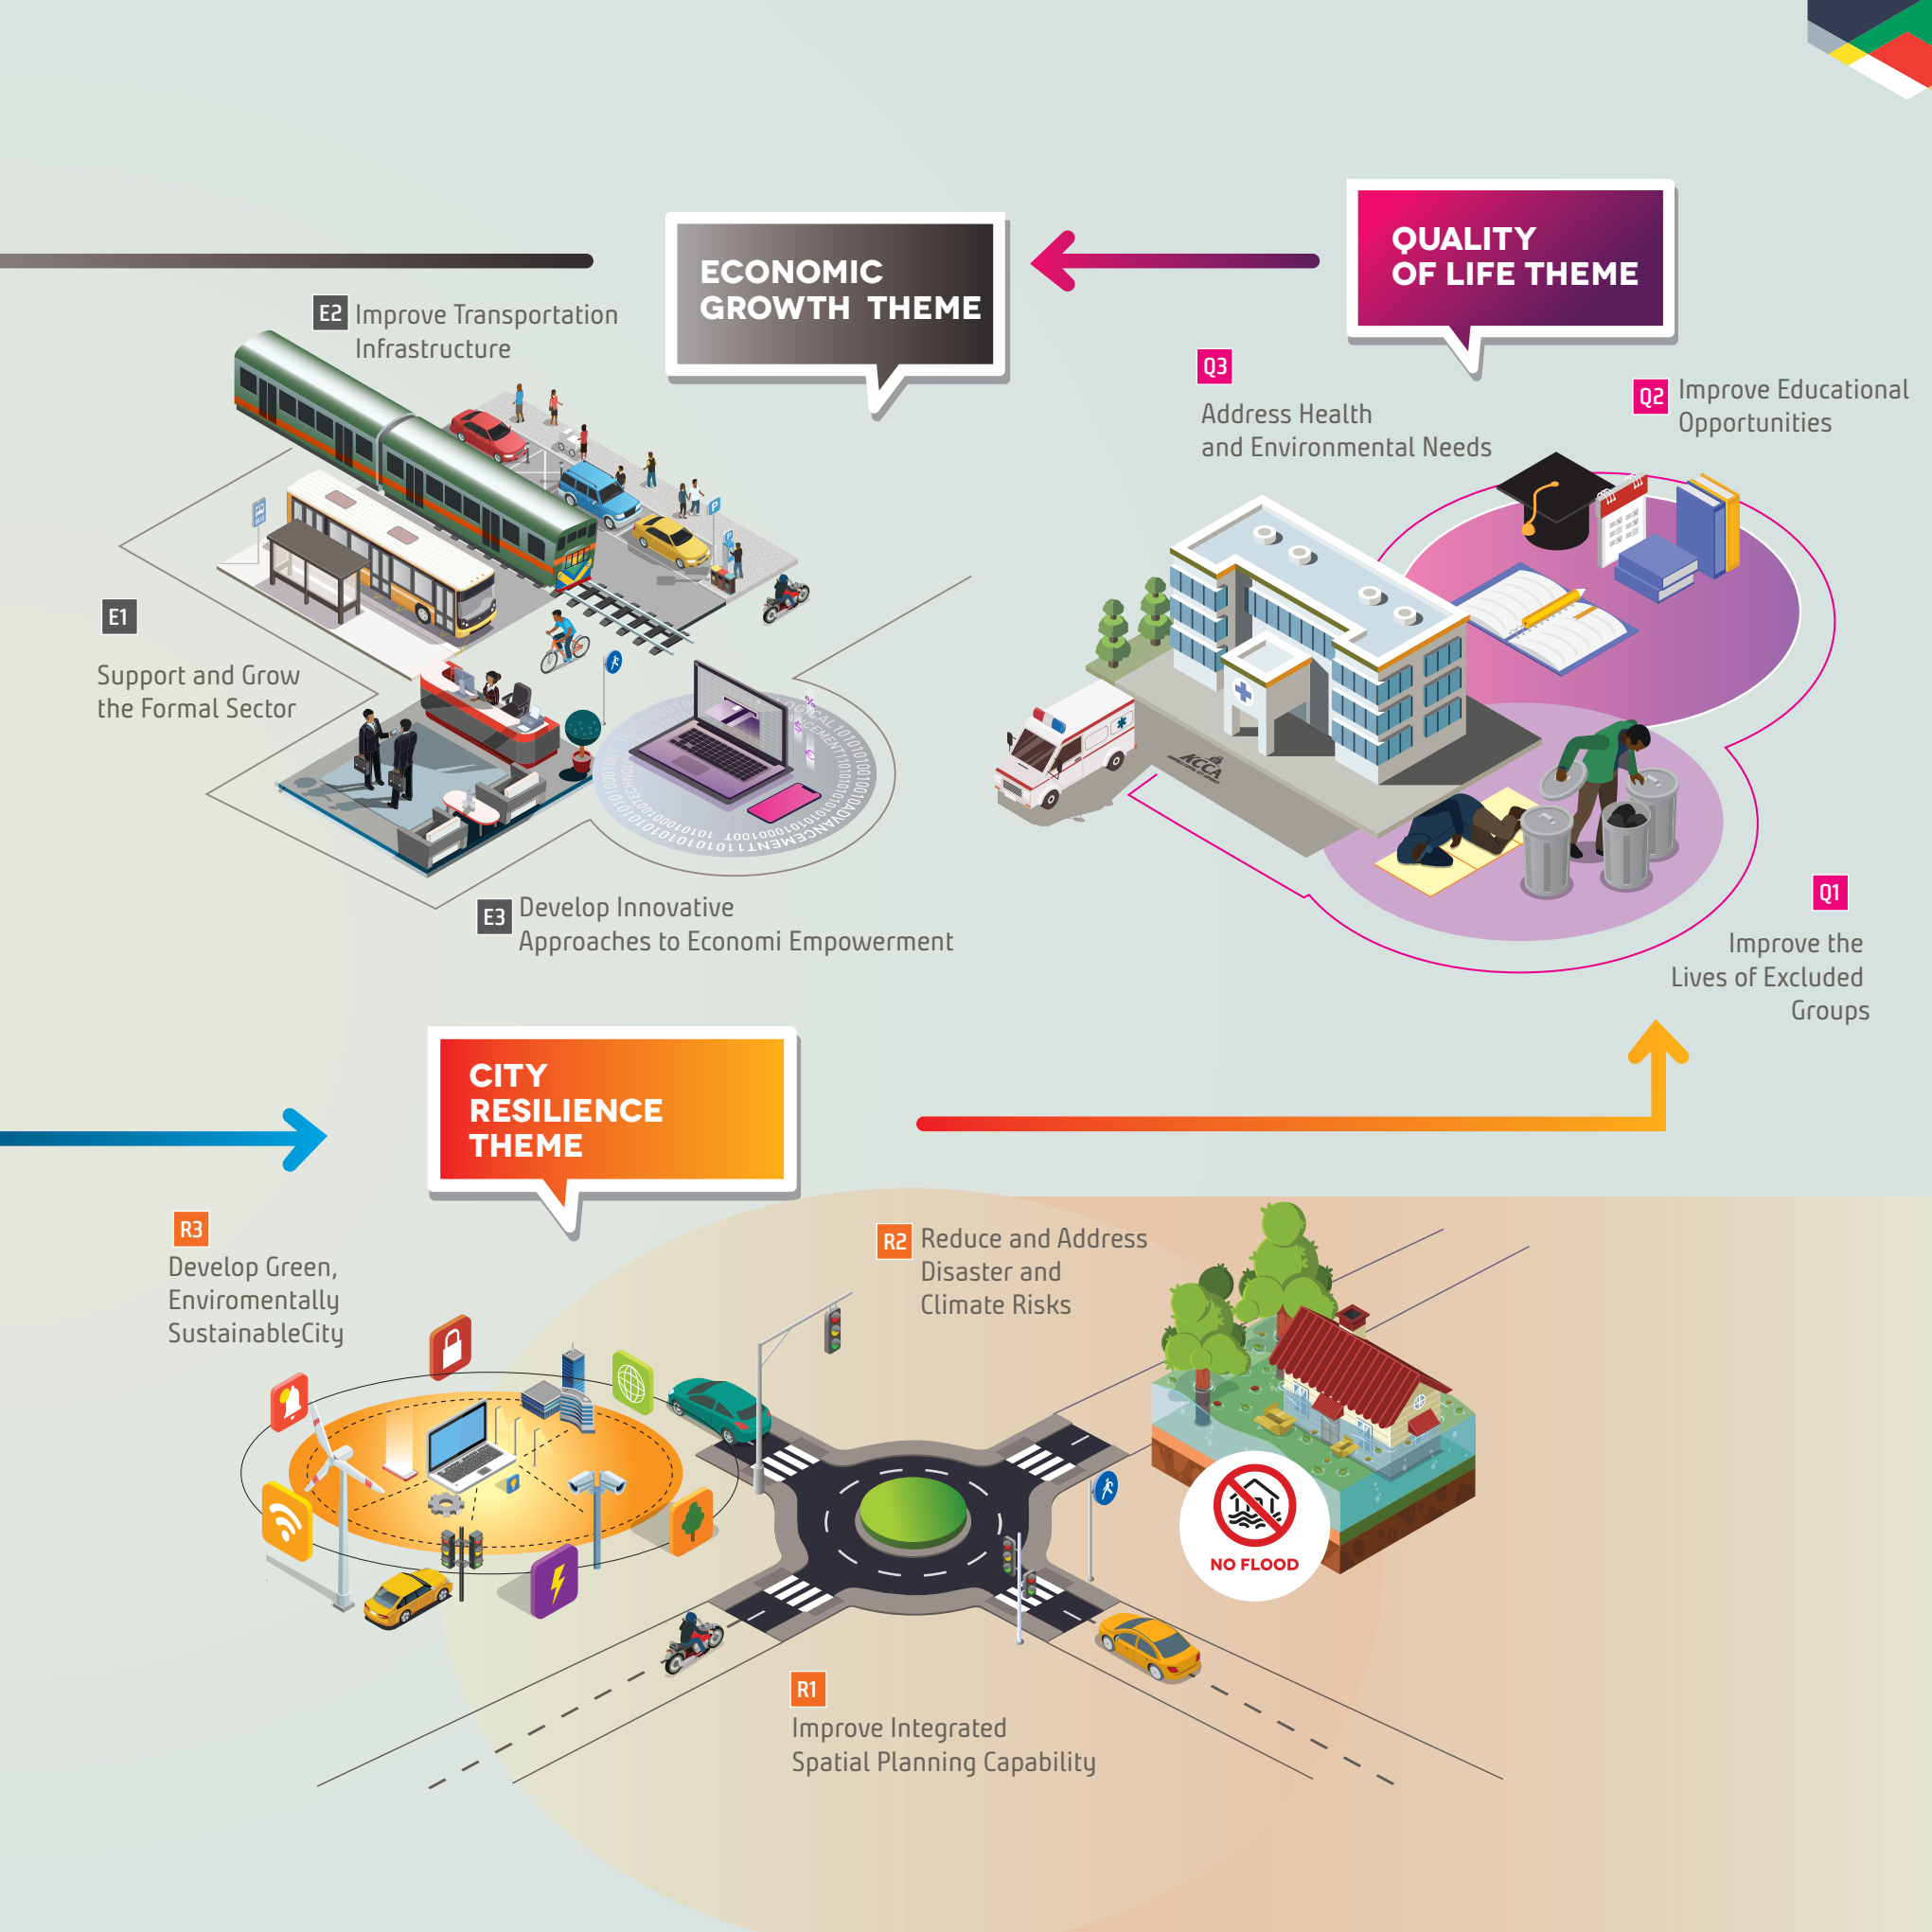 QUALITY
OF LIFE THEME
ECONOMIC
GROWTH THEME
E2 Improve Transportation
Infrastructure
Q3
Address Health
and Environmental Needs
Q2 Improve Educational
Opportunities
E1
Support and Grow
the Formal Sector
KCCA
E3 Develop Innovative
Approaches to Economi Empowerment
Q1
Improve the
Lives of Excluded
Groups
CITY
RESILIENCE
THEME
R3
Develop Green,
Enviromentally
SustainableCity
R2 Reduce and Address
Disaster and
Climate Risks
NO FLOOD
R1
Improve Integrated
Spatial Planning Capability